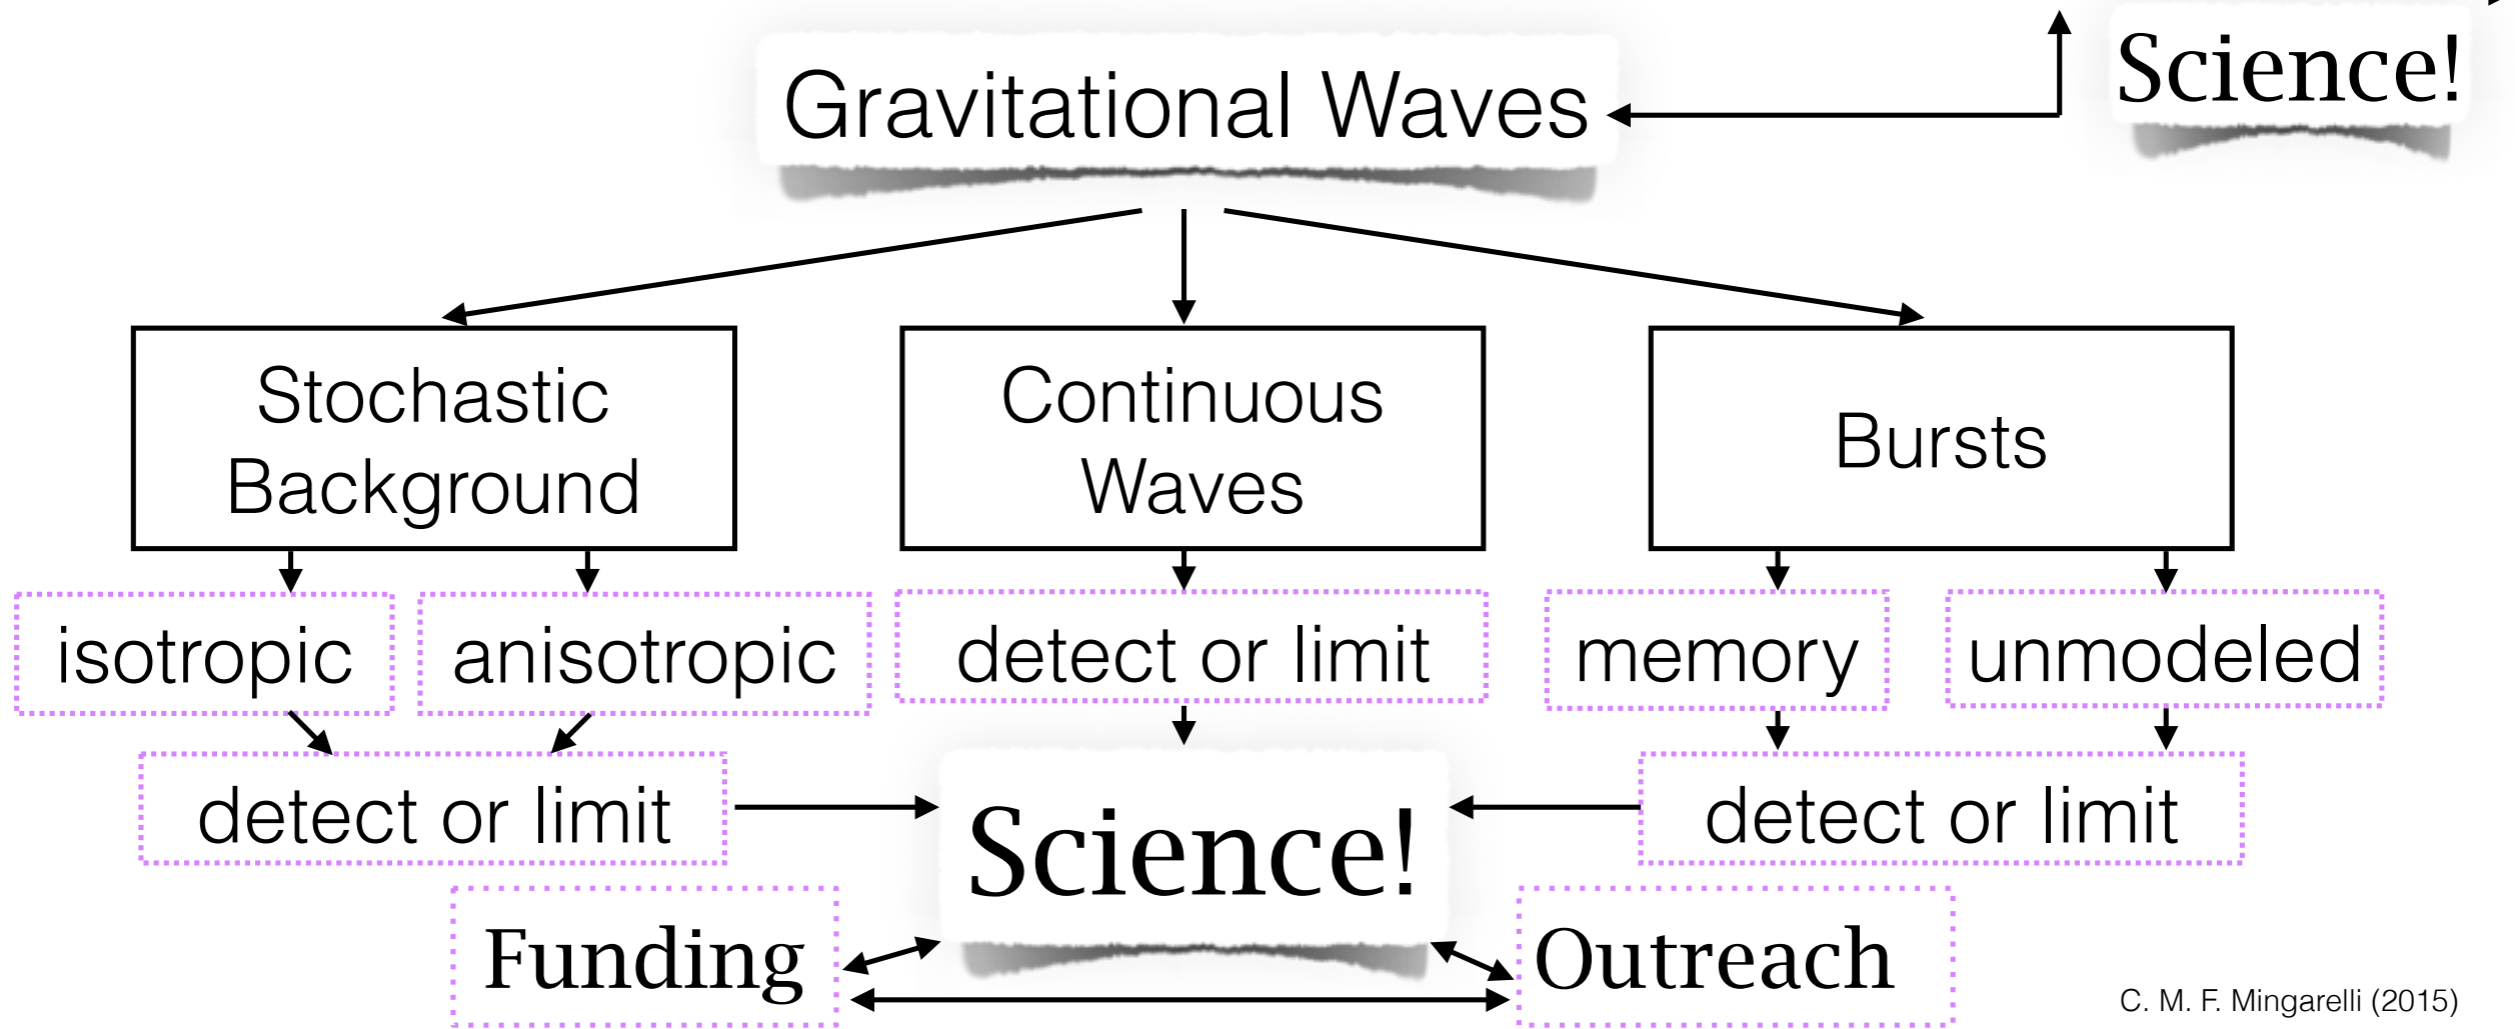 Gravitational Waves
Science!
Stochastic
Background
Continuous
Waves
Bursts
isotropic
anisotropic
detect or limit
memory
unmodeled
detect or limit
Science!
detect or limit
Funding
Outreach
C. M. F. Mingarelli (2015)